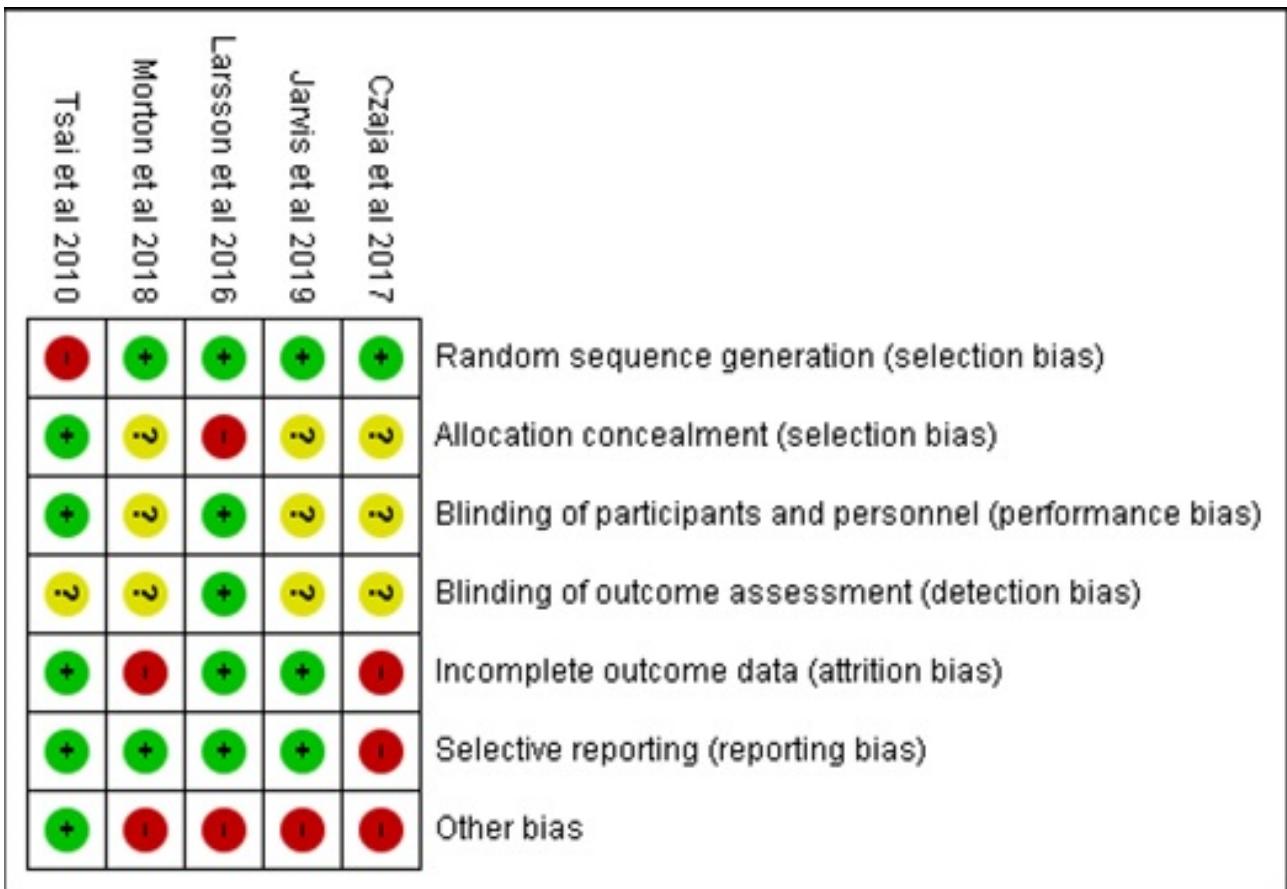 Tsai et al 2010
Morton et al 2018
Larsson et al 2016
Jarvis et al 2019
Czaja et al 2017
- + + + + Random sequence generation (selection bias)
+ ? - ? ? Allocation concealment (selection bias)
+ ? + ? ? Blinding of participants and personnel (performance bias)
? ? + ? ? Blinding of outcome assessment (detection bias)
+ - + + - Incomplete outcome data (attrition bias)
+ + + + - Selective reporting (reporting bias)
+ - - - - Other bias